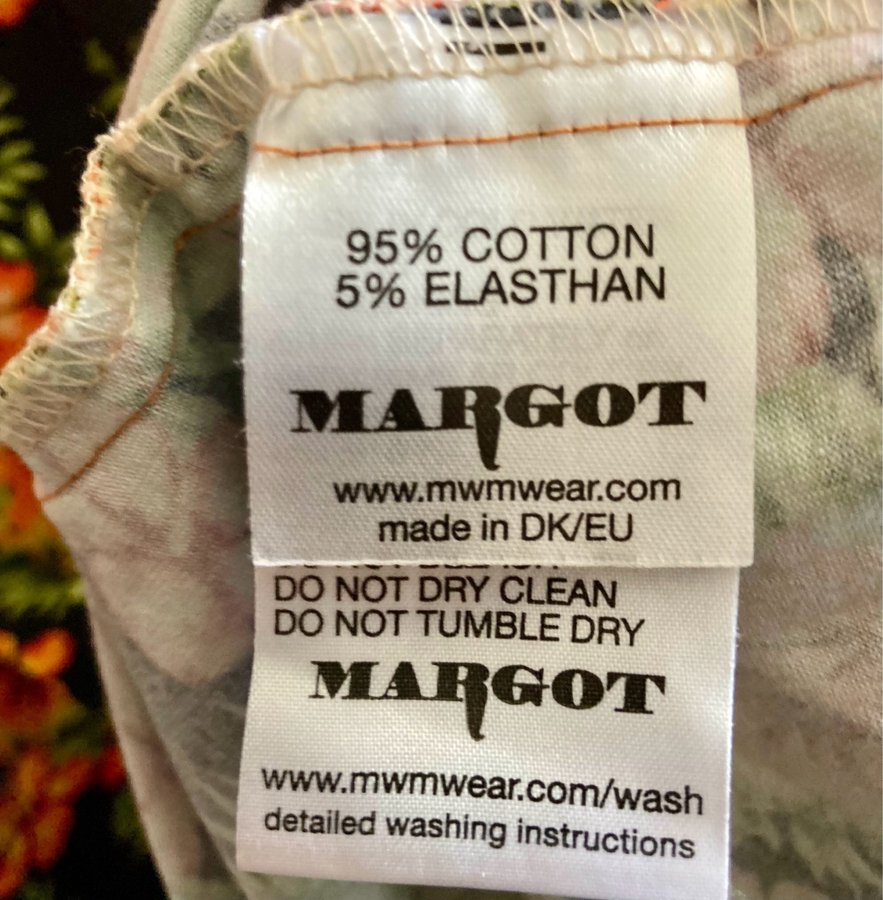 95% COTTON
5% ELASTHAN
MARGOT
www.mwmwear.com
made in DK/EU
DO NOT DRY CLEAN
DO NOT TUMBLE DRY
MARGOT
www.mwmwear.com/wash
detailed washing instructions